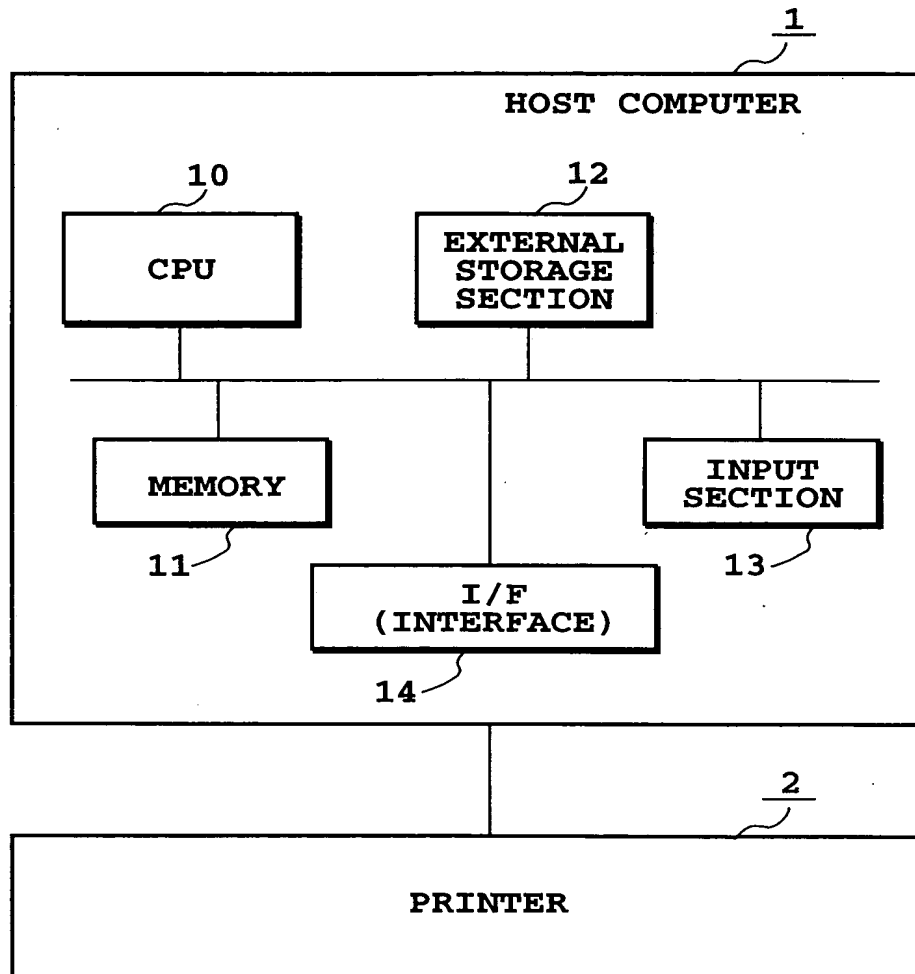 1
HOST COMPUTER
10
12
CPU
EXTERNAL
STORAGE
SECTION
MEMORY
INPUT
SECTION
11
13
I/F
(INTERFACE)
14
2
PRINTER